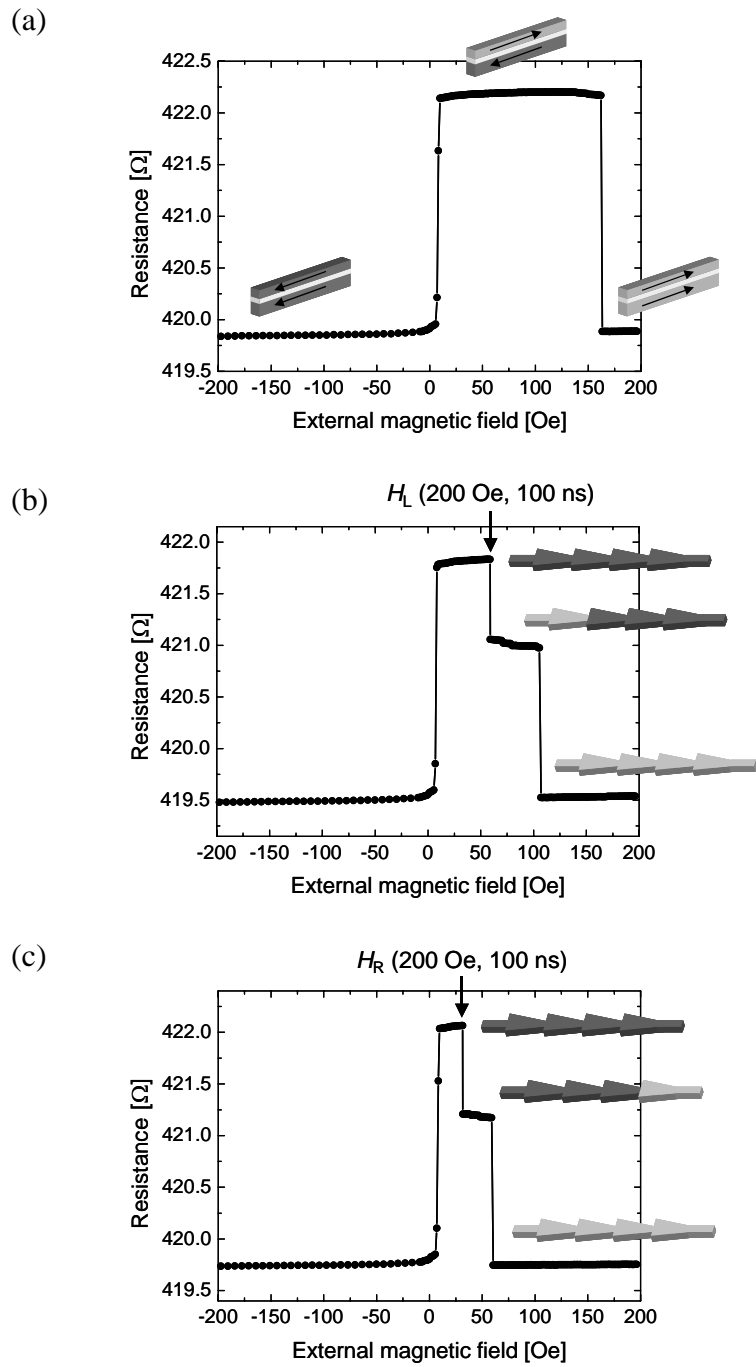 (a)
422.5
422.0
421.5
421.0
420.5
420.0
419.5
Resistance [Ω]
-200 -150 -100 -50 0 50 100 150 200
External magnetic field [Oe]
(b)
H_L (200 Oe, 100 ns)
422.0
421.5
421.0
420.5
420.0
419.5
Resistance [Ω]
-200 -150 -100 -50 0 50 100 150 200
External magnetic field [Oe]
(c)
H_R (200 Oe, 100 ns)
422.0
421.5
421.0
420.5
420.0
419.5
Resistance [Ω]
-200 -150 -100 -50 0 50 100 150 200
External magnetic field [Oe]